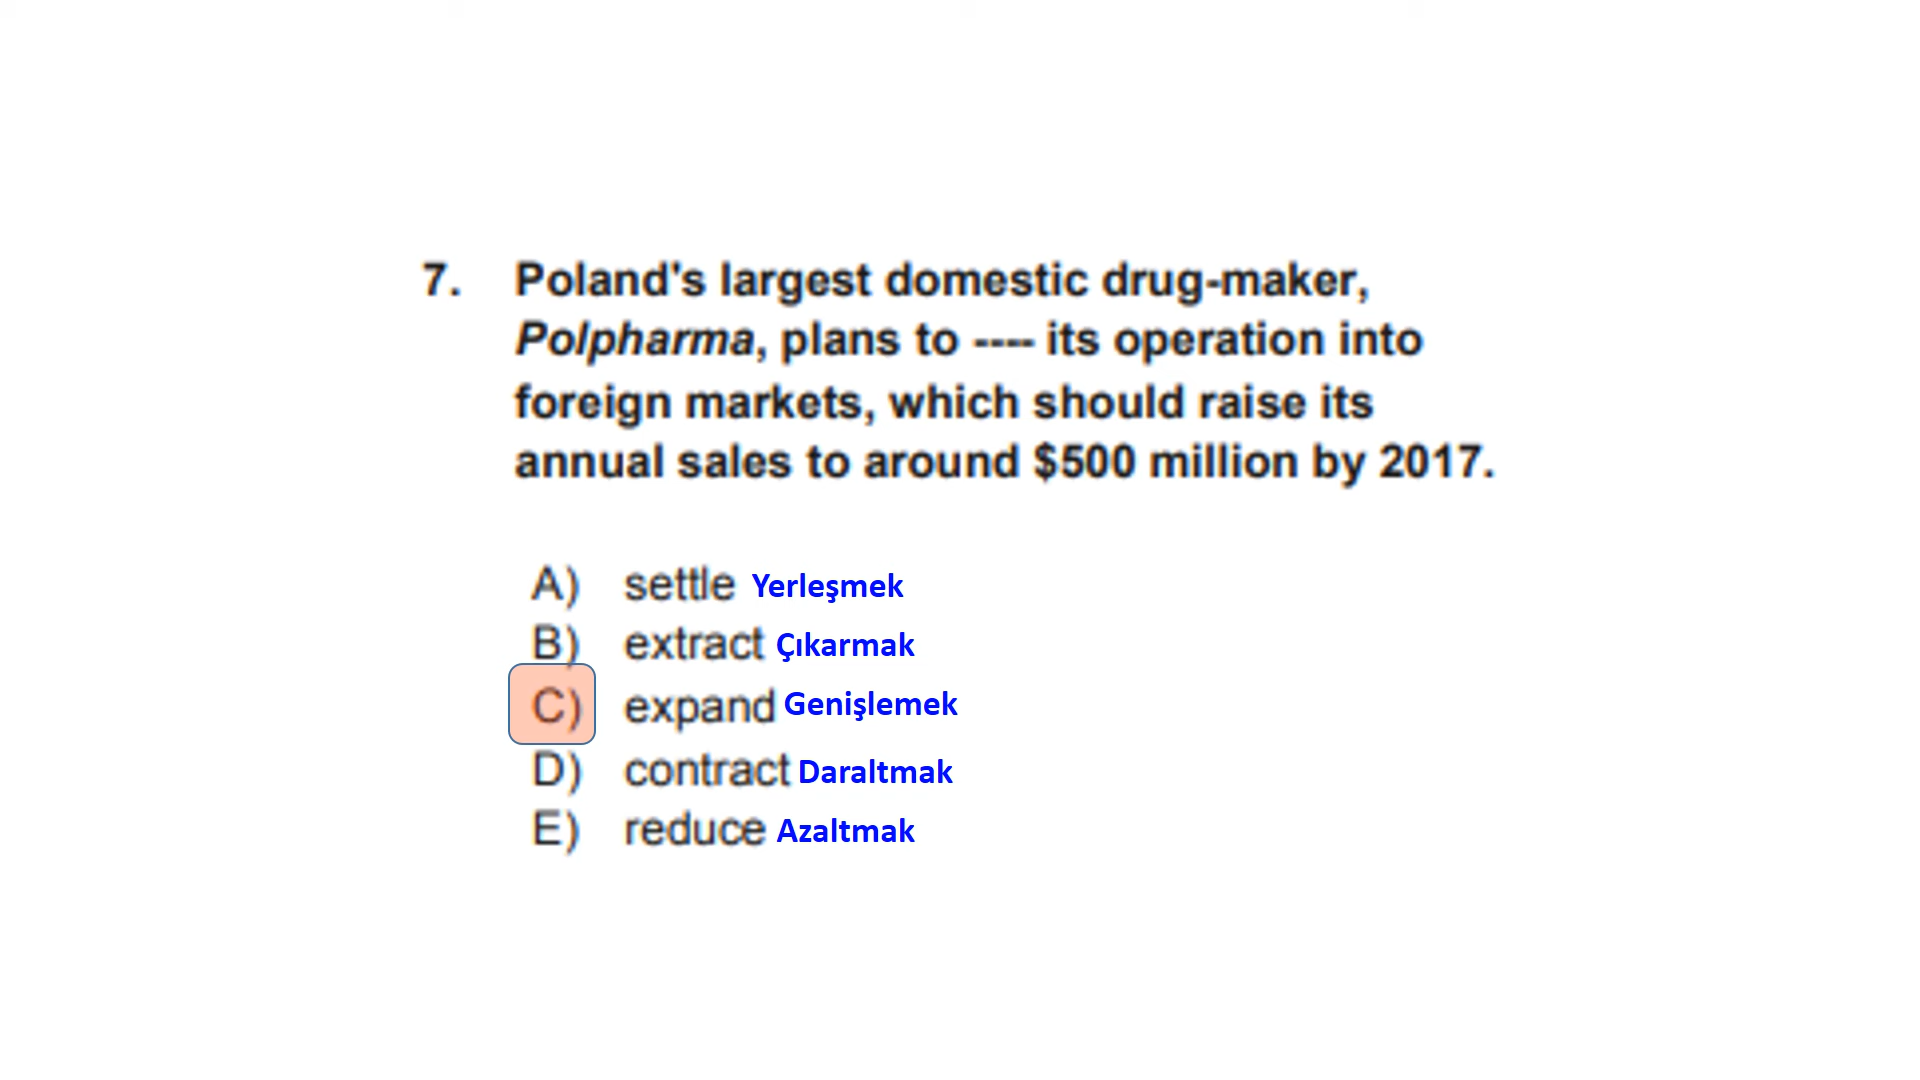 7. Poland's largest domestic drug-maker,
Polpharma, plans to ---- its operation into
foreign markets, which should raise its
annual sales to around $500 million by 2017.
A) settle Yerleşmek
B) extract Çıkarmak
C) expand Genişlemek
D) contract Daraltmak
E) reduce Azaltmak